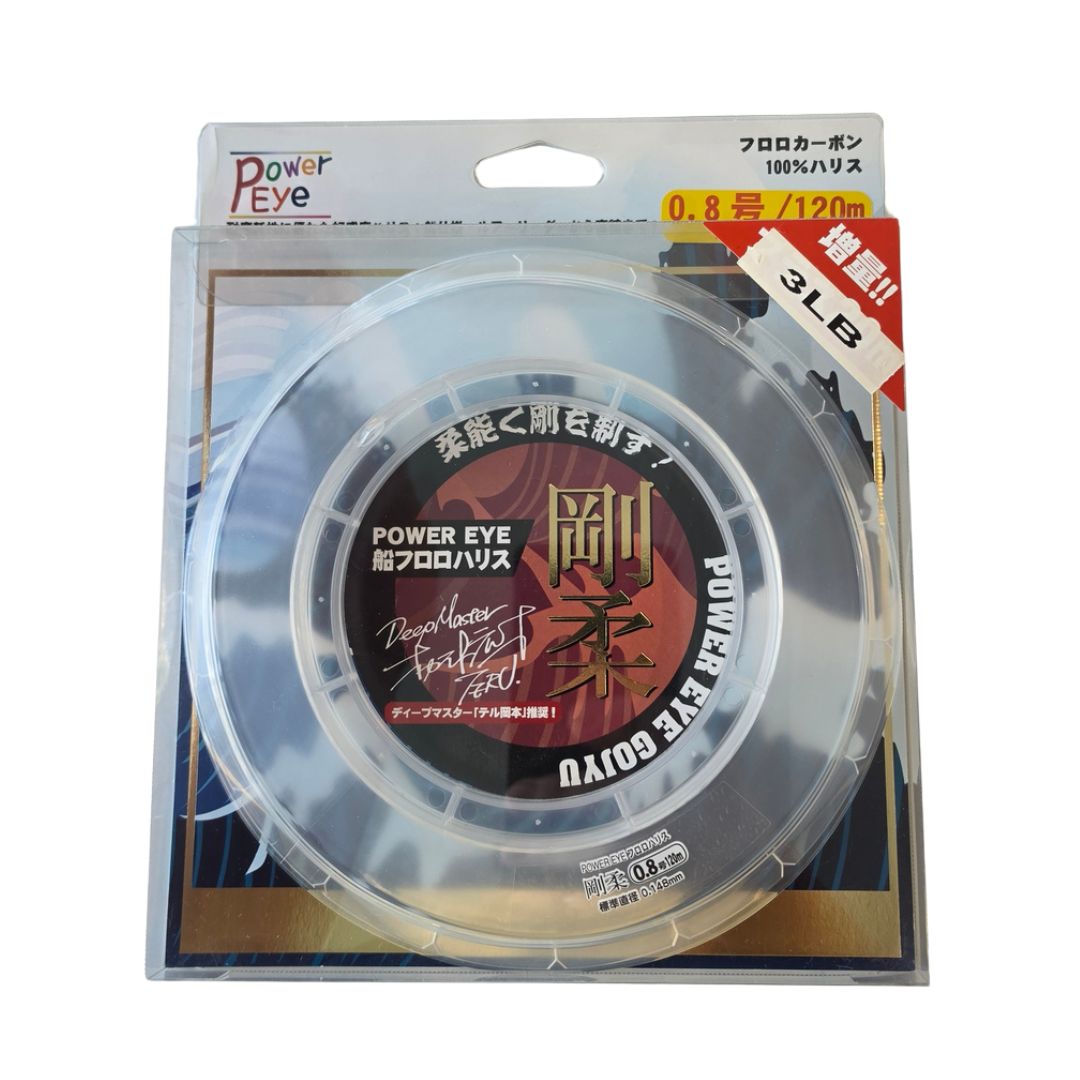 Power
Eye
フロロカーボン
100%ハリス
0.8号/120m
増量!!
3LB
柔能く剛を制す!
剛柔
POWER EYE
船フロロハリス
DeepMaster
ディープマスター「テル岡本」推奨!
POWER EYE GOJYU
POWER EYE フロロハリス
剛柔 0.8号120m
標準直径 0.148mm